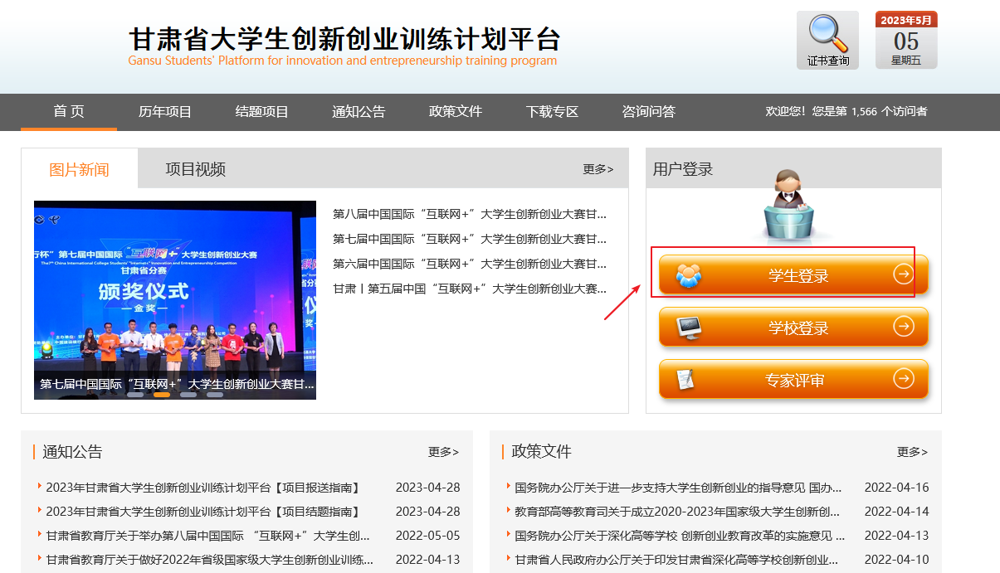 甘肃省大学生创新创业训练计划平台
Gansu Students' Platform for innovation and entrepreneurship training program
证书查询
2023年5月
05
星期五
首 页 历年项目 结题项目 通知公告 政策文件 下载专区 咨询问答 欢迎您！您是第 1,566 个访问者
图片新闻 项目视频 更多>
行杯”第七届中国国际“互联网+”大学生创新创业大赛
The7th China International College Students' "Internet+" Innovation and Entrepreneurship Competition
甘肃省分赛
颁奖仪式
—金奖—
第七届中国国际“互联网+”大学生创新创业大赛甘...
第八届中国国际“互联网+”大学生创新创业大赛甘...
第七届中国国际“互联网+”大学生创新创业大赛甘...
第六届中国国际“互联网+”大学生创新创业大赛甘...
甘肃丨第五届中国“互联网+”大学生创新创业大赛...
用户登录
学生登录
学校登录
专家评审
通知公告 更多>
2023年甘肃省大学生创新创业训练计划平台【项目报送指南】 2023-04-28
2023年甘肃省大学生创新创业训练计划平台【项目结题指南】 2023-04-28
甘肃省教育厅关于举办第八届中国国际 “互联网+”大学生创... 2022-05-05
甘肃省教育厅关于做好2022年省级国家级大学生创新创业训练... 2022-04-13
政策文件 更多>
国务院办公厅关于进一步支持大学生创新创业的指导意见 国办... 2022-04-16
教育部高等教育司关于成立2020-2023年国家级大学生创新创... 2022-04-14
国务院办公厅关于深化高等学校 创新创业教育改革的实施意见 ... 2022-04-13
甘肃省人民政府办公厅关于印发甘肃省深化高等学校创新创业... 2022-04-10